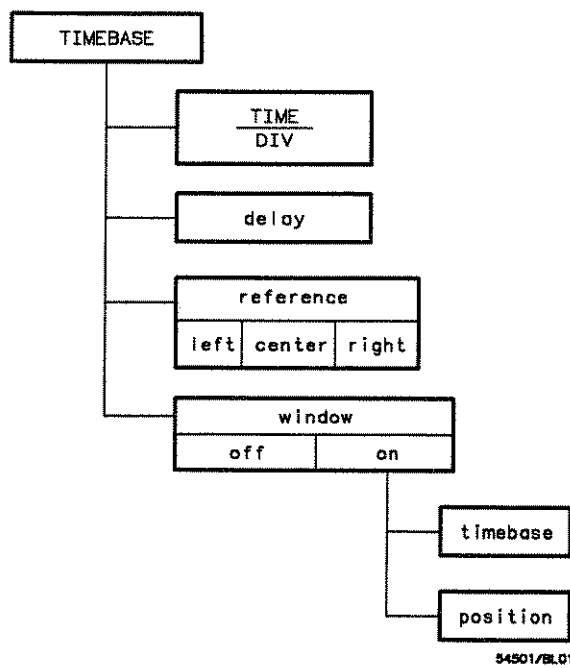 TIMEBASE
TIME
DIV
delay
reference
left center right
window
off on
timebase
position
54501/BL01